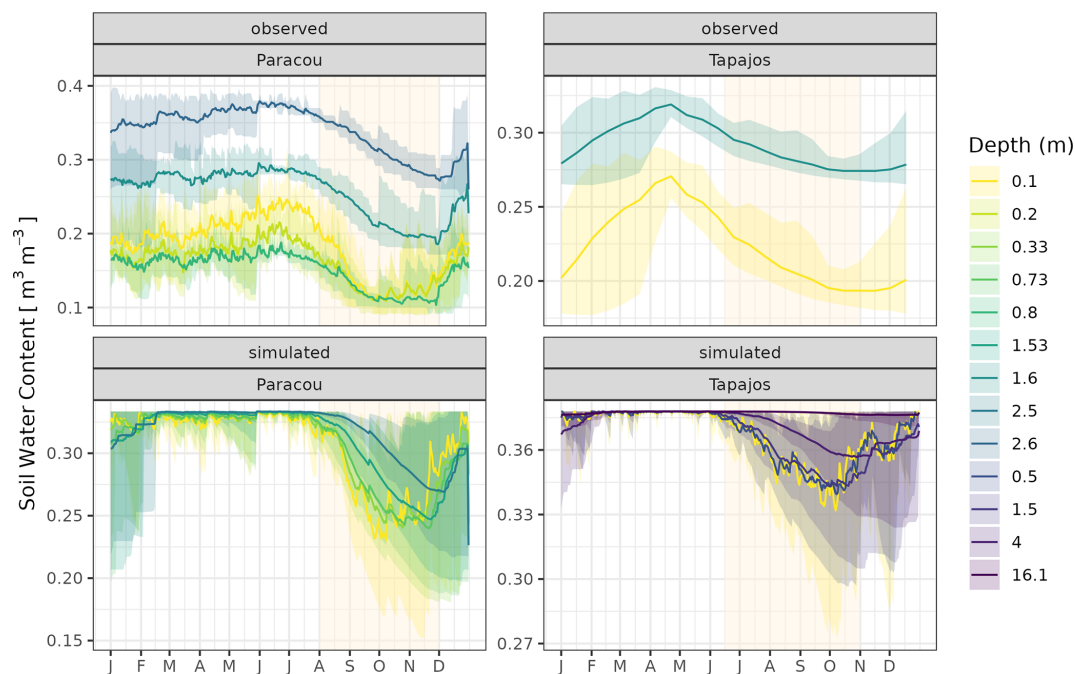 observed
Paracou
0.4
0.3
0.2
0.1
observed
Tapajos
0.30
0.25
0.20
simulated
Paracou
0.30
0.25
0.20
0.15
J F M A M J J A S O N D
simulated
Tapajos
0.36
0.33
0.30
0.27
J F M A M J J A S O N D
Soil Water Content [ m³ m⁻³ ]
Depth (m)
0.1
0.2
0.33
0.73
0.8
1.53
1.6
2.5
2.6
0.5
1.5
4
16.1